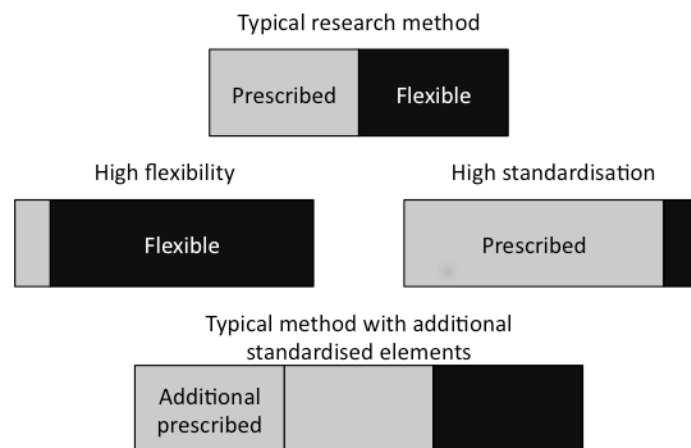 Typical research method
Prescribed Flexible
High flexibility
High standardisation
Flexible
Prescribed
Typical method with additional
standardised elements
Additional
prescribed